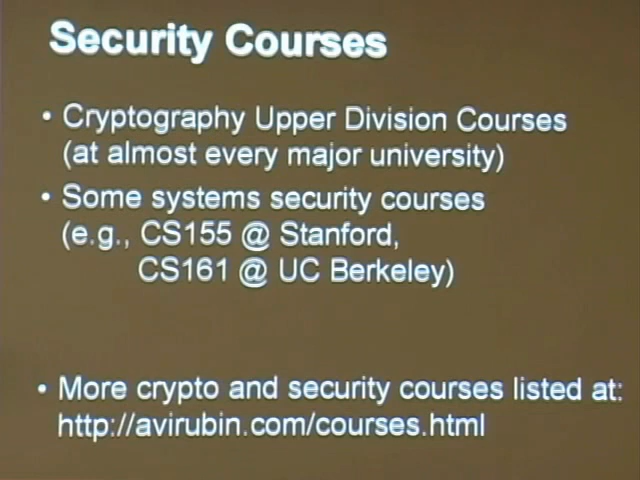 Security Courses
• Cryptography Upper Division Courses
(at almost every major university)
• Some systems security courses
(e.g., CS155 @ Stanford,
CS161 @ UC Berkeley)
• More crypto and security courses listed at:
http://avirubin.com/courses.html